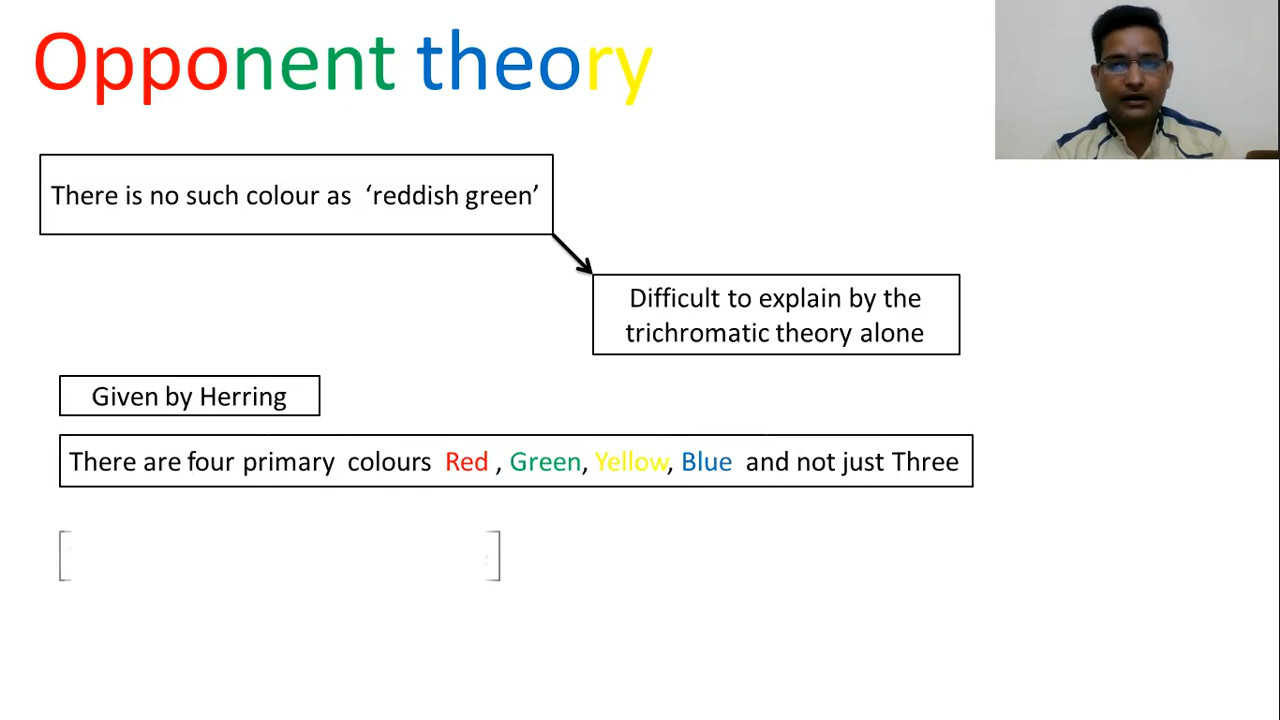 Opponent theory
There is no such colour as ‘reddish green’
Difficult to explain by the
trichromatic theory alone
Given by Herring
There are four primary colours Red , Green, Yellow, Blue and not just Three